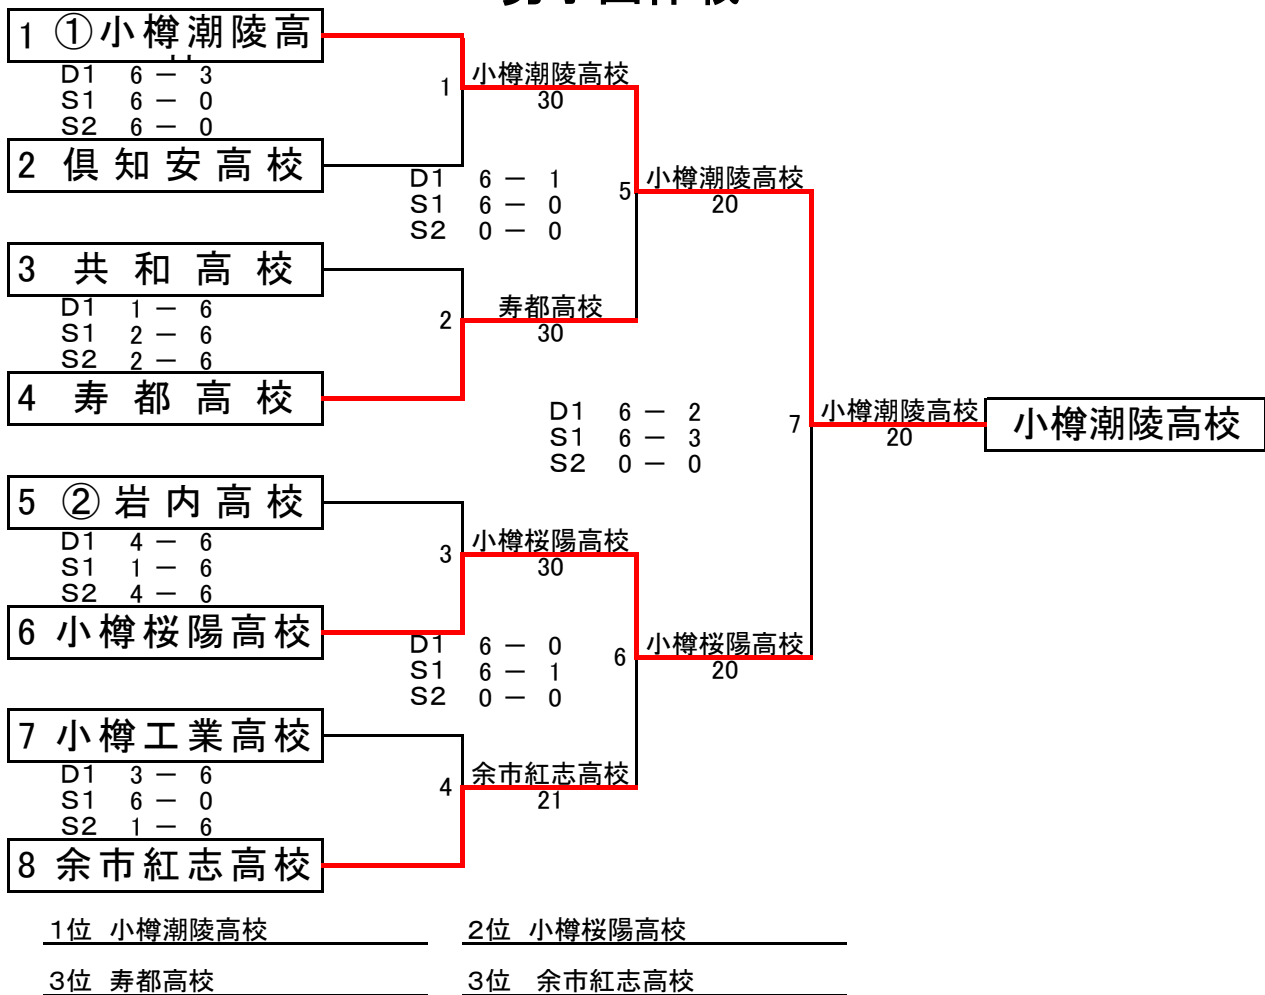 男子団体戦
1 ①小樽潮陵高
D1 6 － 3
S1 6 － 0
S2 6 － 0
2 倶知安高校
1
小樽潮陵高校
30
D1 6 － 1
S1 6 － 0
S2 0 － 0
5
小樽潮陵高校
20
3 共和高校
D1 1 － 6
S1 2 － 6
S2 2 － 6
4 寿都高校
2
寿都高校
30
D1 6 － 2
S1 6 － 3
S2 0 － 0
7
小樽潮陵高校
20
小樽潮陵高校
5 ②岩内高校
D1 4 － 6
S1 1 － 6
S2 4 － 6
6 小樽桜陽高校
3
小樽桜陽高校
30
D1 6 － 0
S1 6 － 1
S2 0 － 0
6
小樽桜陽高校
20
7 小樽工業高校
D1 3 － 6
S1 6 － 0
S2 1 － 6
8 余市紅志高校
4
余市紅志高校
21
1位 小樽潮陵高校
2位 小樽桜陽高校
3位 寿都高校
3位 余市紅志高校